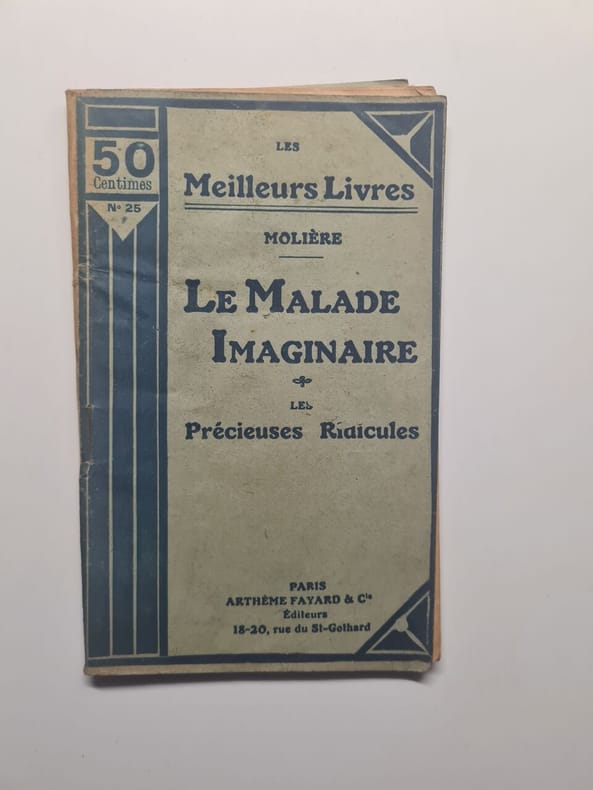 50
Centimes
N° 25
LES
Meilleurs Livres
MOLIÈRE
LE MALADE
IMAGINAIRE
LES
Précieuses Ridicules
PARIS
ARTHÈME FAYARD & Cie
Éditeurs
18-20, rue du St-Gothard